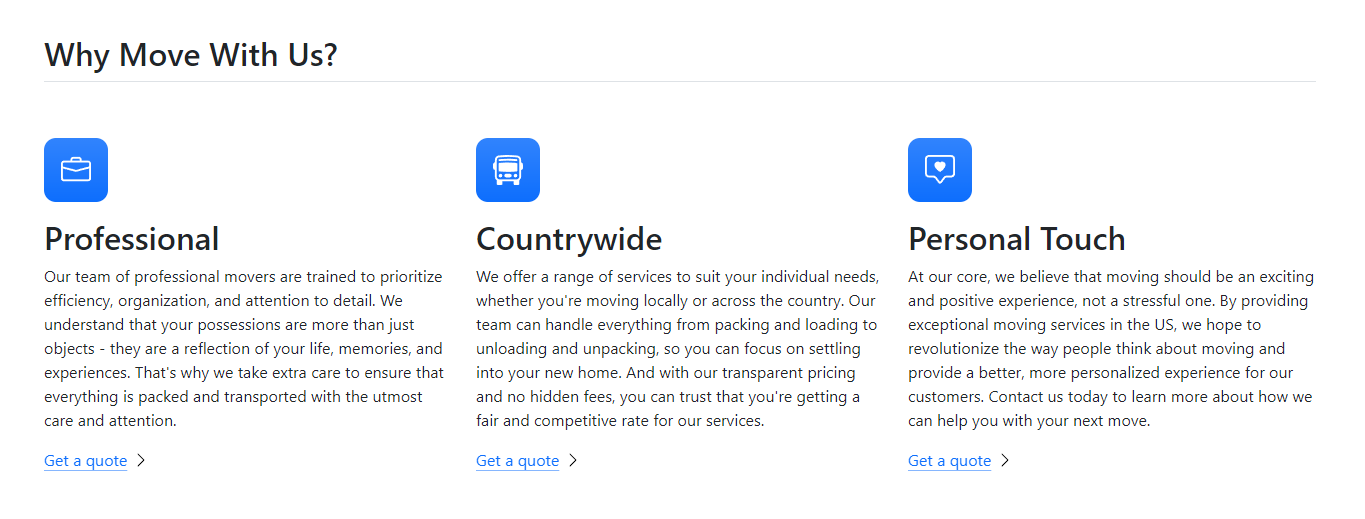 Why Move With Us?
Professional
Our team of professional movers are trained to prioritize
efficiency, organization, and attention to detail. We
understand that your possessions are more than just
objects - they are a reflection of your life, memories, and
experiences. That's why we take extra care to ensure that
everything is packed and transported with the utmost
care and attention.
Get a quote
Countrywide
We offer a range of services to suit your individual needs,
whether you're moving locally or across the country. Our
team can handle everything from packing and loading to
unloading and unpacking, so you can focus on settling
into your new home. And with our transparent pricing
and no hidden fees, you can trust that you're getting a
fair and competitive rate for our services.
Get a quote
Personal Touch
At our core, we believe that moving should be an exciting
and positive experience, not a stressful one. By providing
exceptional moving services in the US, we hope to
revolutionize the way people think about moving and
provide a better, more personalized experience for our
customers. Contact us today to learn more about how we
can help you with your next move.
Get a quote